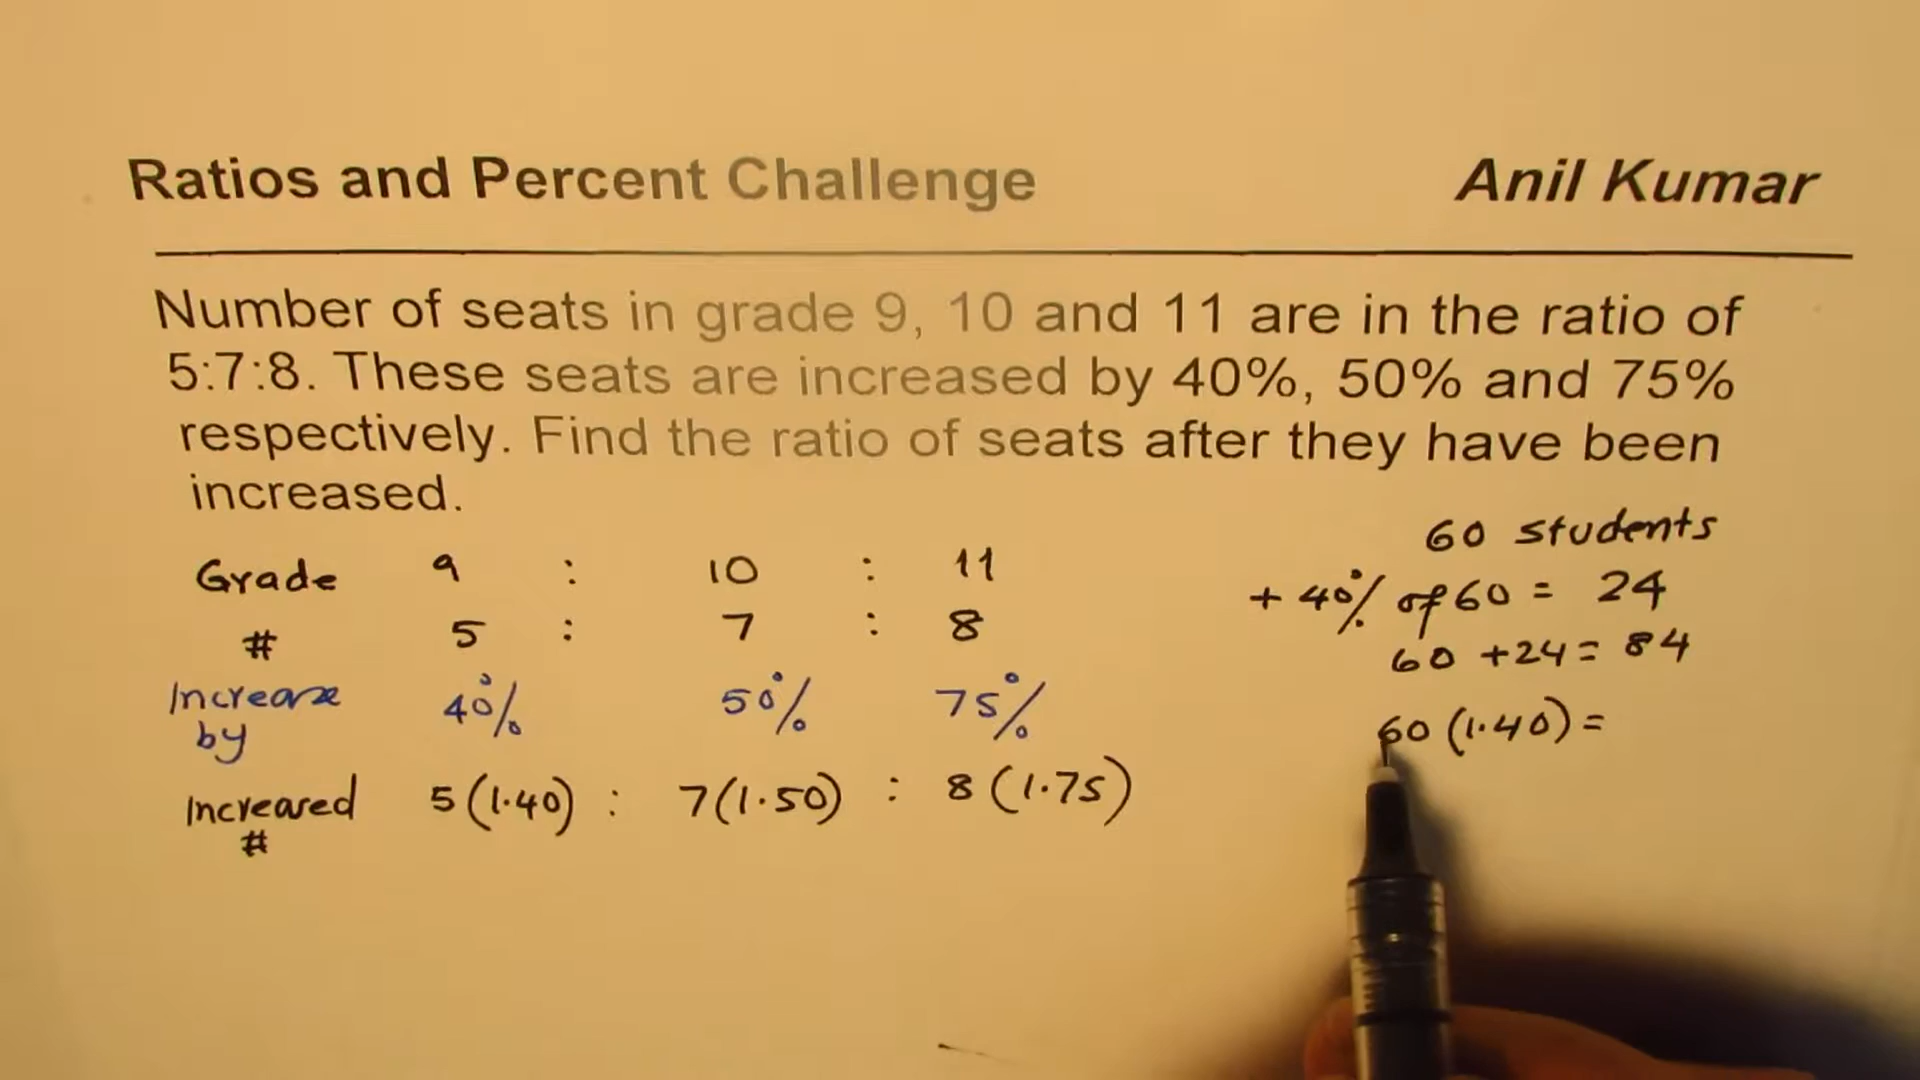 Ratios and Percent Challenge Anil Kumar
Number of seats in grade 9, 10 and 11 are in the ratio of
5:7:8. These seats are increased by 40%, 50% and 75%
respectively. Find the ratio of seats after they have been
increased.
Grade 9 : 10 : 11
# 5 : 7 : 8
Increase by 40% 50% 75%
Increased # 5(1.40) : 7(1.50) : 8(1.75)
60 students
+ 40% of 60 = 24
60 + 24 = 84
60 (1.40) =